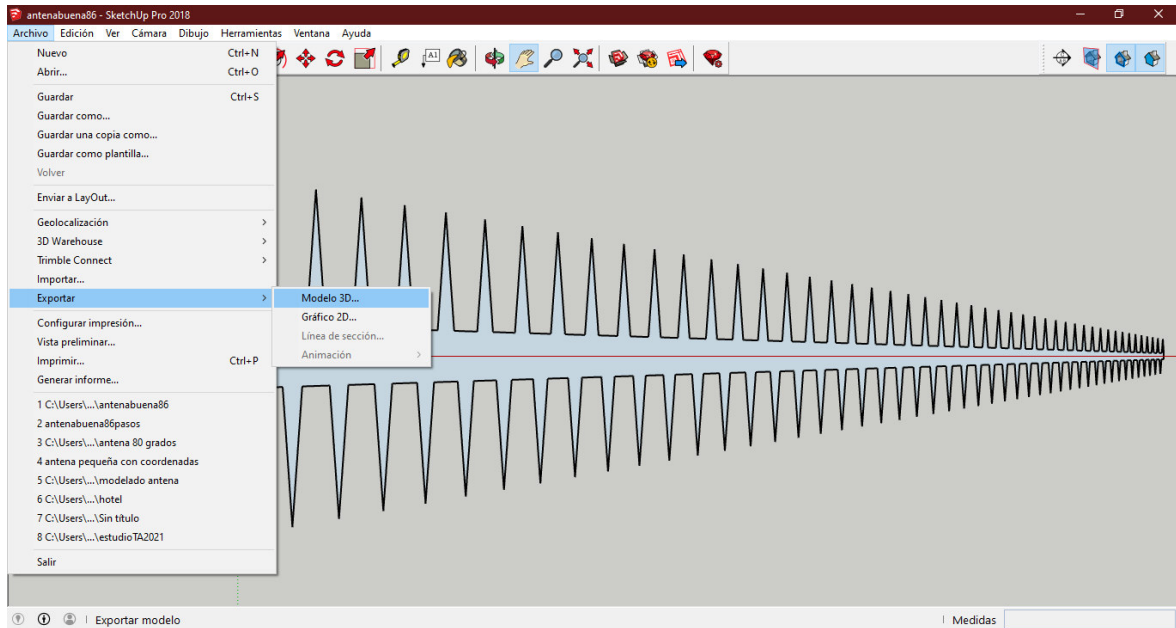 antenabuena86 - SketchUp Pro 2018
Archivo Edición Ver Cámara Dibujo Herramientas Ventana Ayuda
Nuevo Ctrl+N
Abrir... Ctrl+O
Guardar Ctrl+S
Guardar como...
Guardar una copia como...
Guardar como plantilla...
Volver
Enviar a LayOut...
Geolocalización
3D Warehouse
Trimble Connect
Importar...
Exportar
Modelo 3D...
Gráfico 2D...
Línea de sección...
Animación
Configurar impresión...
Vista preliminar...
Imprimir... Ctrl+P
Generar informe...
1 C:\Users\...\antenabuena86
2 antenabuena86pasos
3 C:\Users\...\antena 80 grados
4 antena pequeña con coordenadas
5 C:\Users\...\modelado antena
6 C:\Users\...\hotel
7 C:\Users\...\Sin título
8 C:\Users\...\estudioTA2021
Salir
A1
Exportar modelo
Medidas